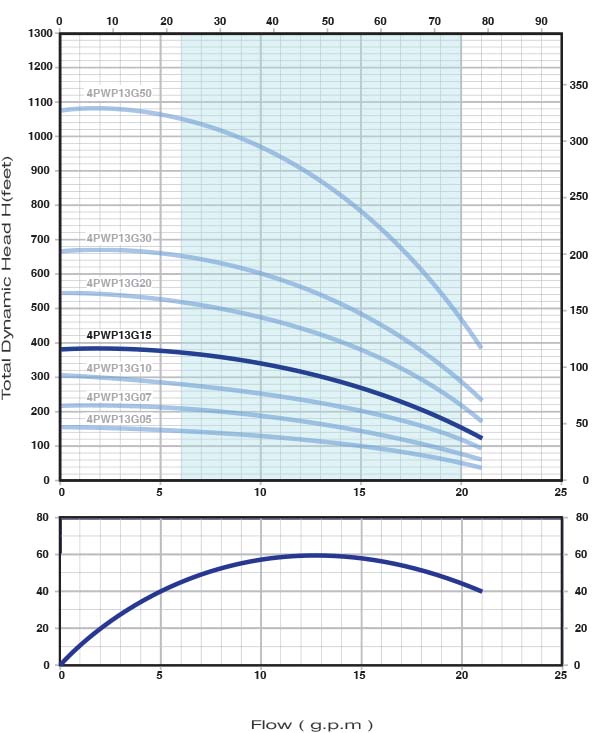 0 10 20 30 40 50 60 70 80 90
1300
1200
1100
1000
900
800
700
600
500
400
300
200
100
0
350
300
250
200
150
100
50
0
Total Dynamic Head H(feet)
4PWP13G50
4PWP13G30
4PWP13G20
4PWP13G15
4PWP13G10
4PWP13G07
4PWP13G05
0 5 10 15 20 25
80
60
40
20
0
80
60
40
20
0
0 5 10 15 20 25
Flow ( g.p.m )